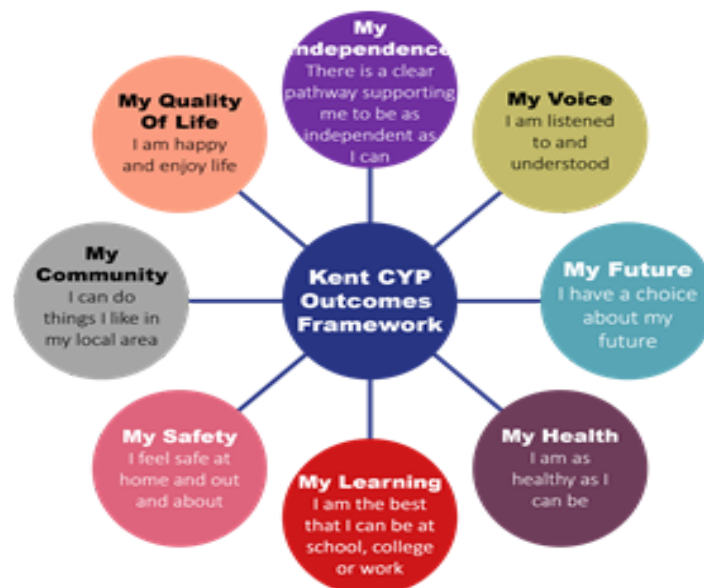 My
Independence
There is a clear
pathway supporting
me to be as
independent as
I can
My Voice
I am listened
to and
understood
My Future
I have a choice
about my
future
My Health
I am as
healthy as I
can be
My Learning
I am the best
that I can be at
school, college
or work
My Safety
I feel safe at
home and out
and about
My
Community
I can do
things I like in
my local area
My Quality
Of Life
I am happy
and enjoy life
Kent CYP
Outcomes
Framework